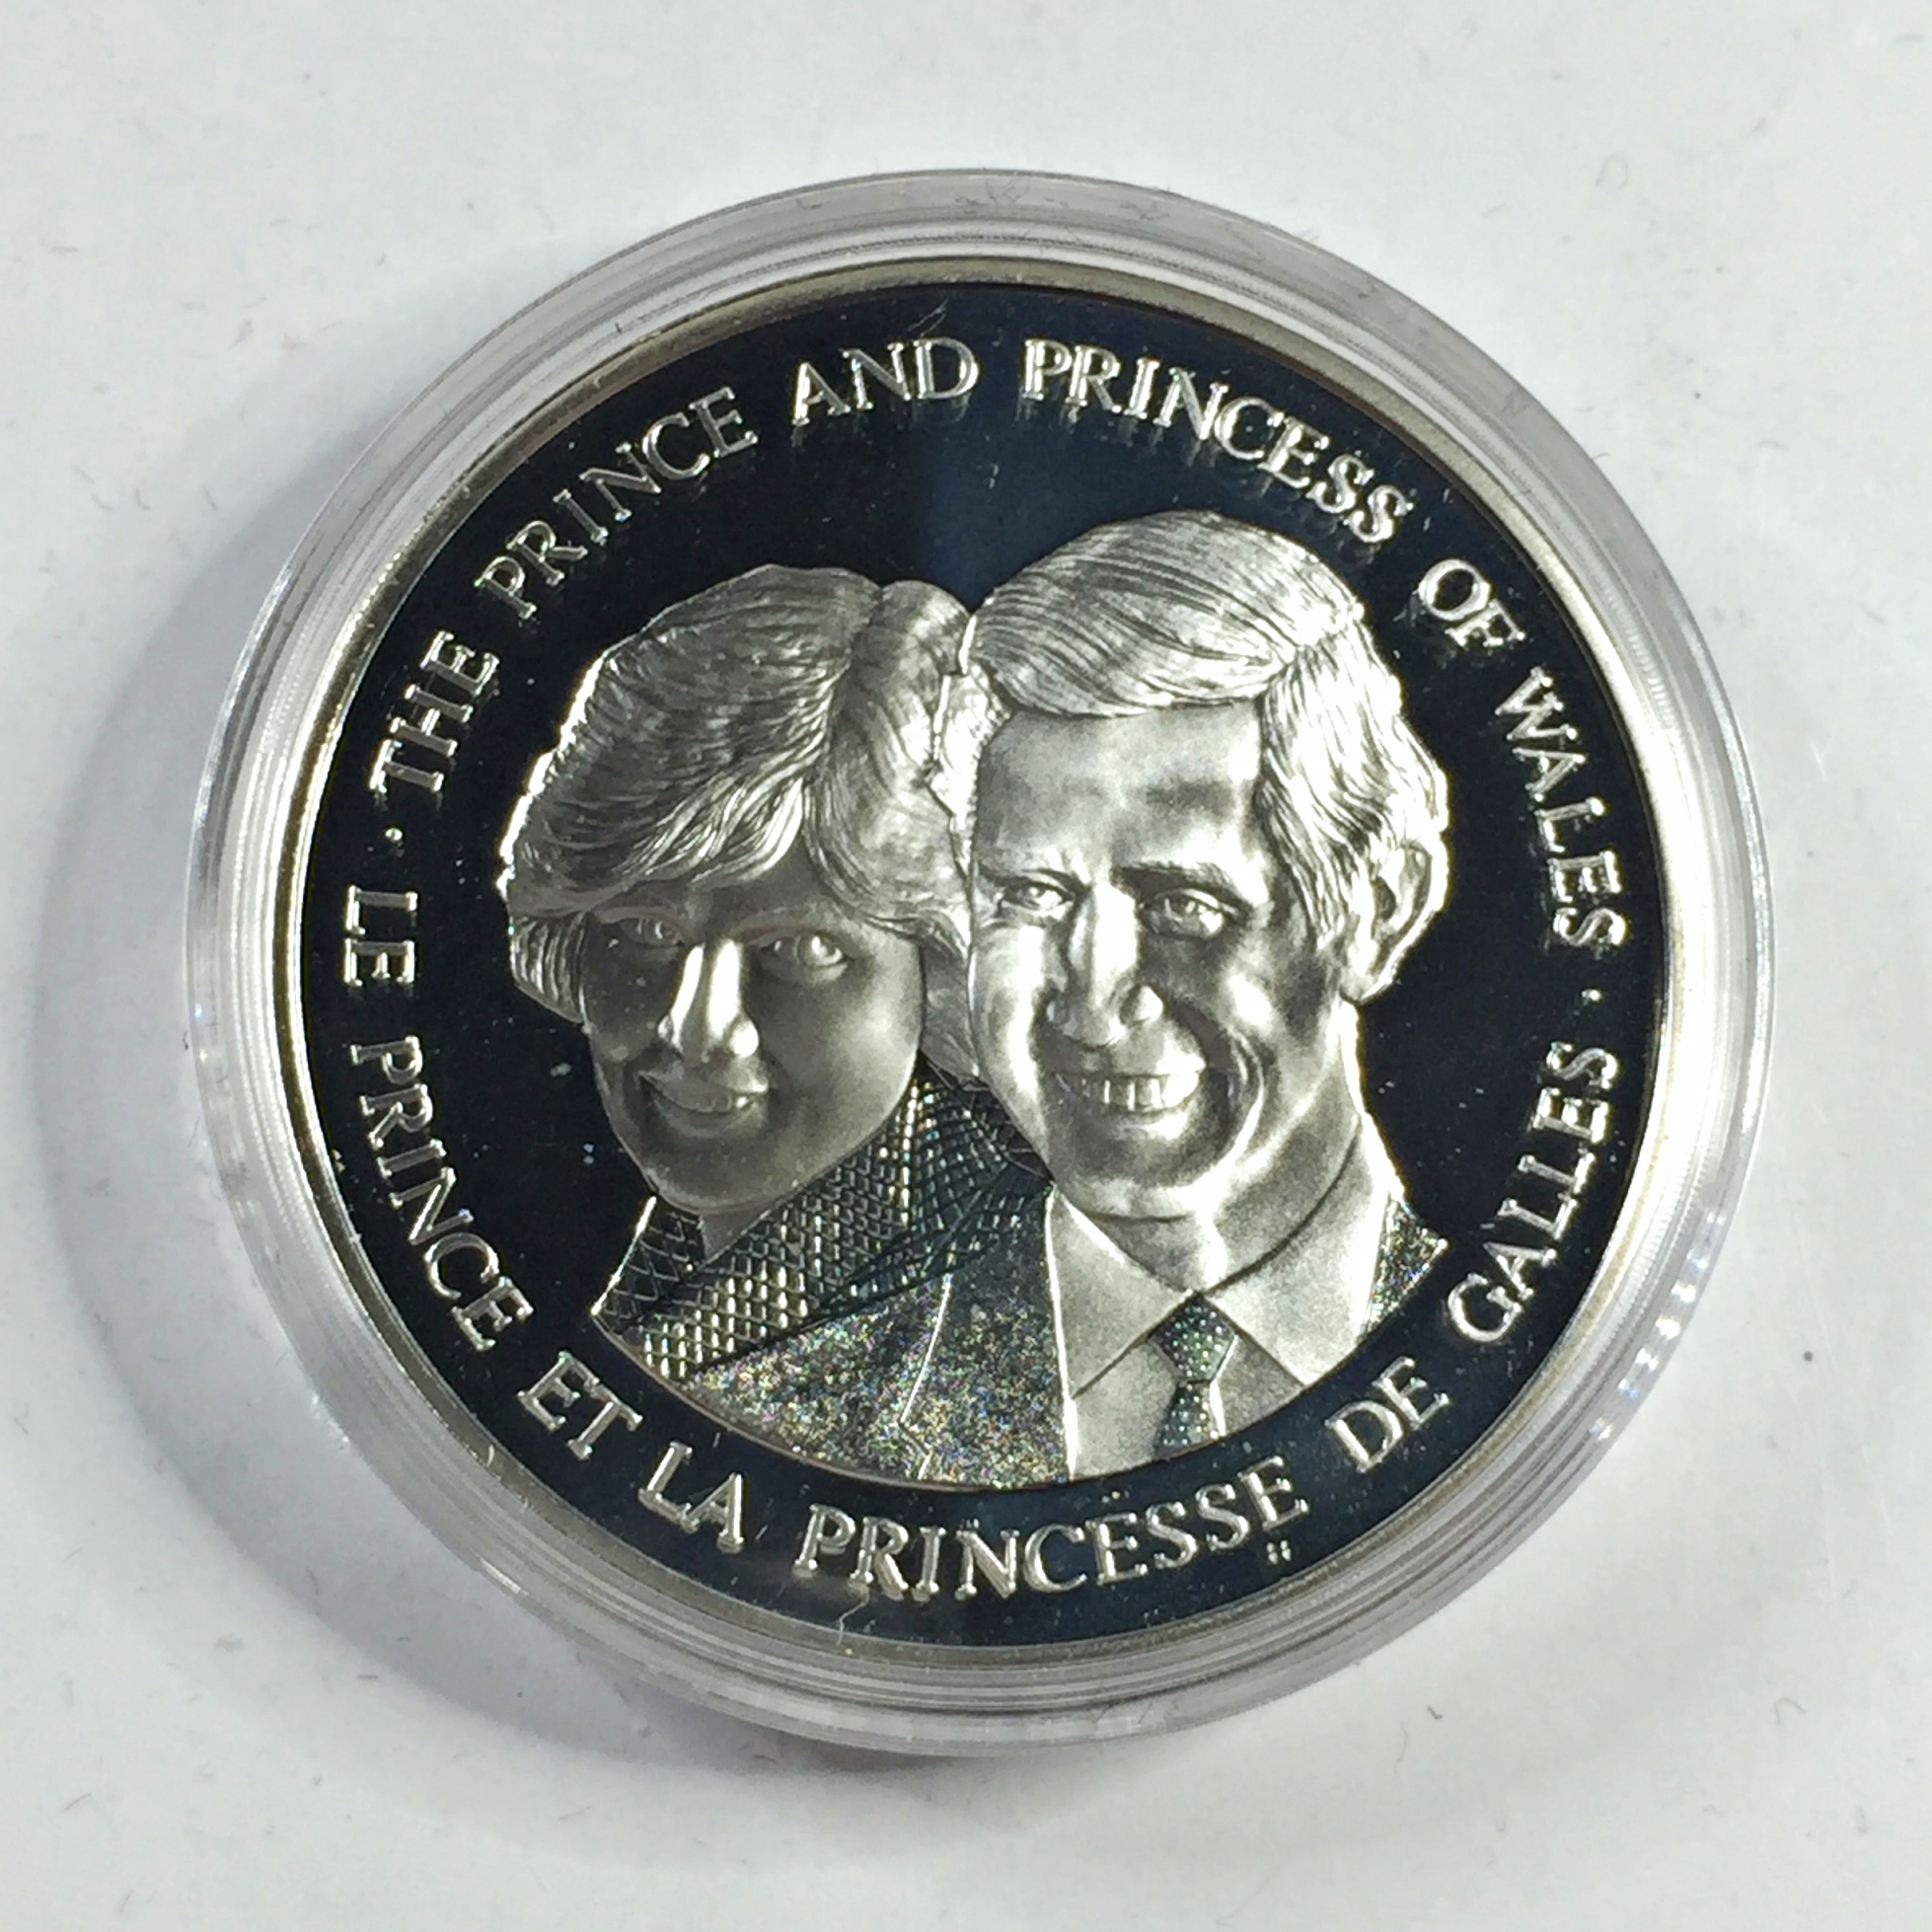 · THE PRINCE AND PRINCESS OF WALES ·
LE PRINCE ET LA PRINCESSE DE GALLES